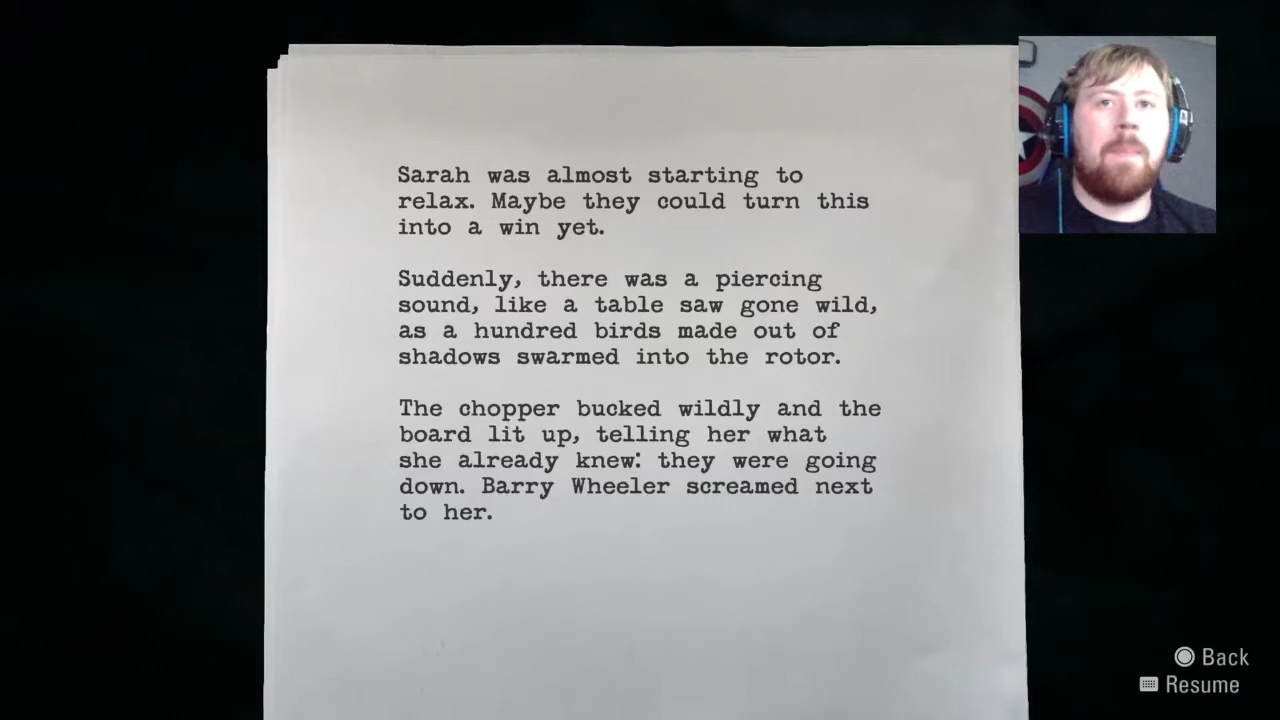 Sarah was almost starting to
relax. Maybe they could turn this
into a win yet.
Suddenly, there was a piercing
sound, like a table saw gone wild,
as a hundred birds made out of
shadows swarmed into the rotor.
The chopper bucked wildly and the
board lit up, telling her what
she already knew: they were going
down. Barry Wheeler screamed next
to her.
Back
Resume